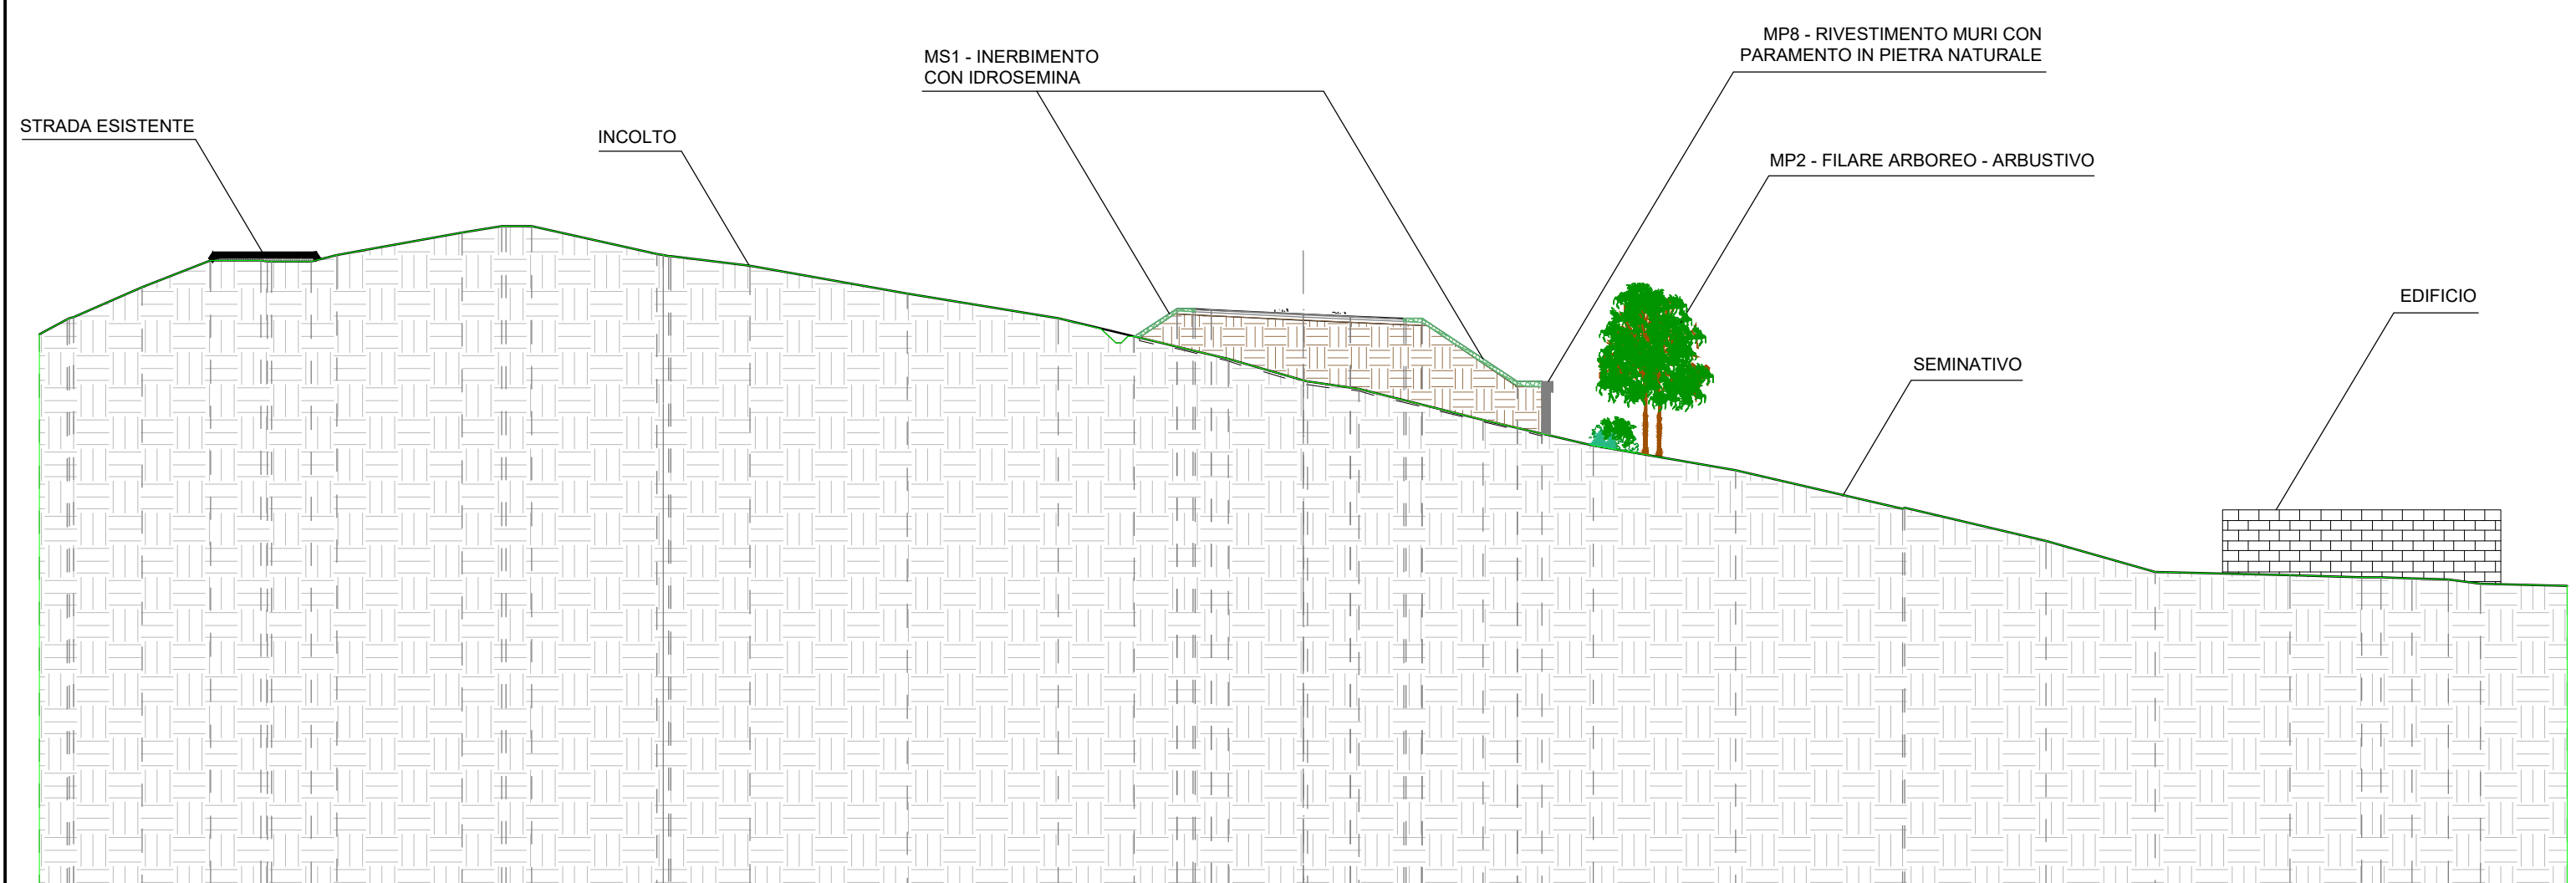 MP8 - RIVESTIMENTO MURI CON
PARAMENTO IN PIETRA NATURALE
MS1 - INERBIMENTO
CON IDROSEMINA
STRADA ESISTENTE
INCOLTO
MP2 - FILARE ARBOREO - ARBUSTIVO
EDIFICIO
SEMINATIVO